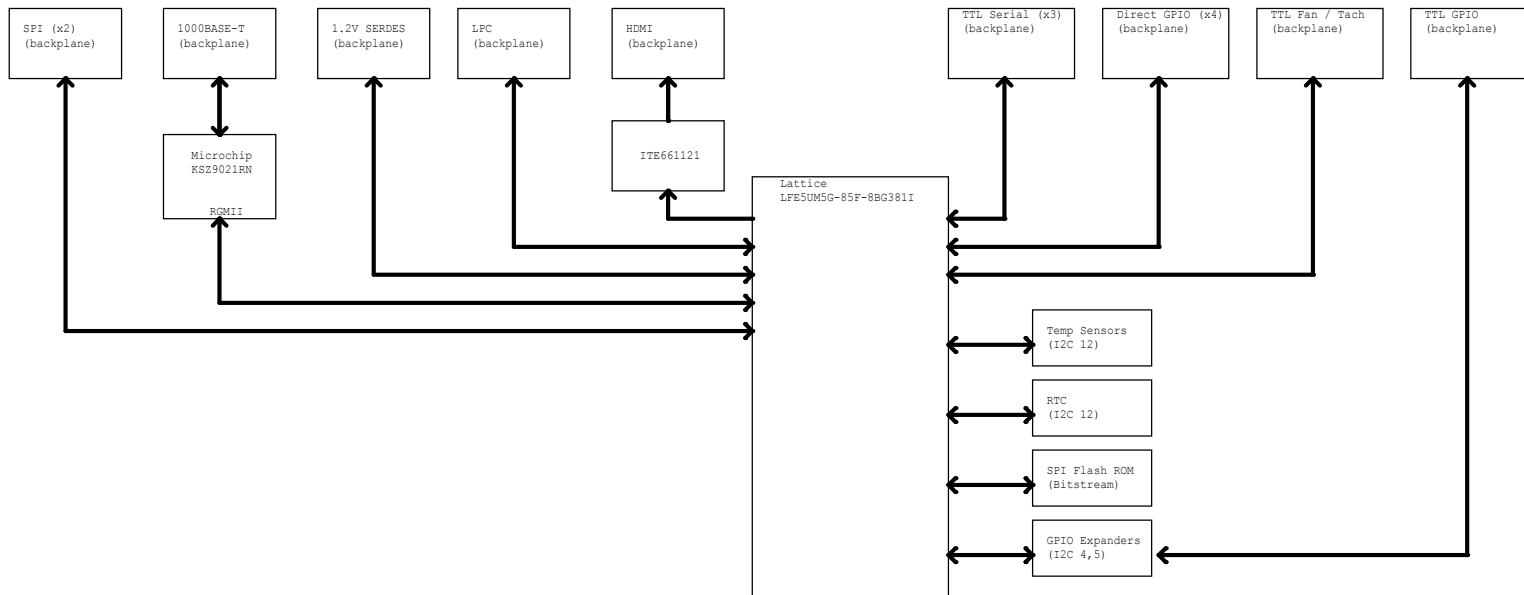 SPI (x2)
(backplane)
1000BASE-T
(backplane)
1.2V SERDES
(backplane)
LPC
(backplane)
HDMI
(backplane)
TTL Serial (x3)
(backplane)
Direct GPIO (x4)
(backplane)
TTL Fan / Tach
(backplane)
TTL GPIO
(backplane)
Microchip
KSZ9021RN
RGMII
ITE661121
Lattice
LFE5UM5G-85F-8BG381I
Temp Sensors
(I2C 12)
RTC
(I2C 12)
SPI Flash ROM
(Bitstream)
GPIO Expanders
(I2C 4,5)